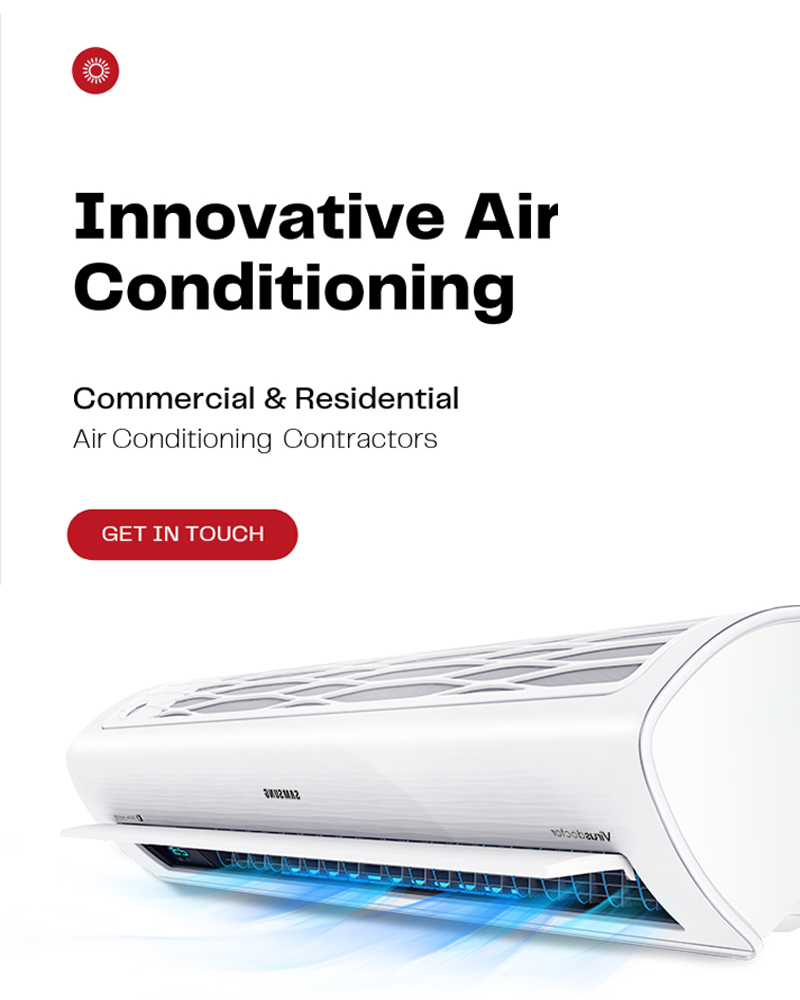 Innovative Air
Conditioning
Commercial & Residential
Air Conditioning Contractors
GET IN TOUCH
SAMSUNG
Virusdoctor